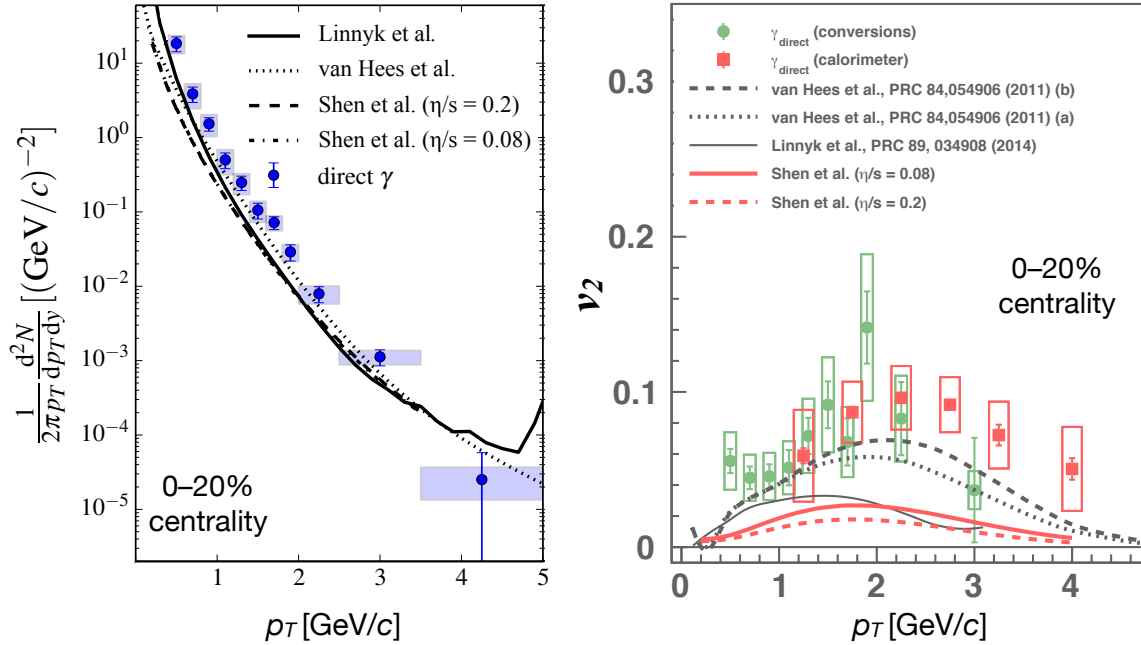 Linnyk et al.
van Hees et al.
Shen et al. (η/s = 0.2)
Shen et al. (η/s = 0.08)
direct γ
10¹
10⁰
10⁻¹
10⁻²
10⁻³
10⁻⁴
10⁻⁵
1/2πp_T d²N/dp_T dy [(GeV/c)⁻²]
0–20%
centrality
1 2 3 4 5
p_T [GeV/c]
γ_direct (conversions)
γ_direct (calorimeter)
van Hees et al., PRC 84,054906 (2011) (b)
van Hees et al., PRC 84,054906 (2011) (a)
Linnyk et al., PRC 89, 034908 (2014)
Shen et al. (η/s = 0.08)
Shen et al. (η/s = 0.2)
0.3
0.2
0.1
0
v₂
0–20%
centrality
0 1 2 3 4
p_T [GeV/c]